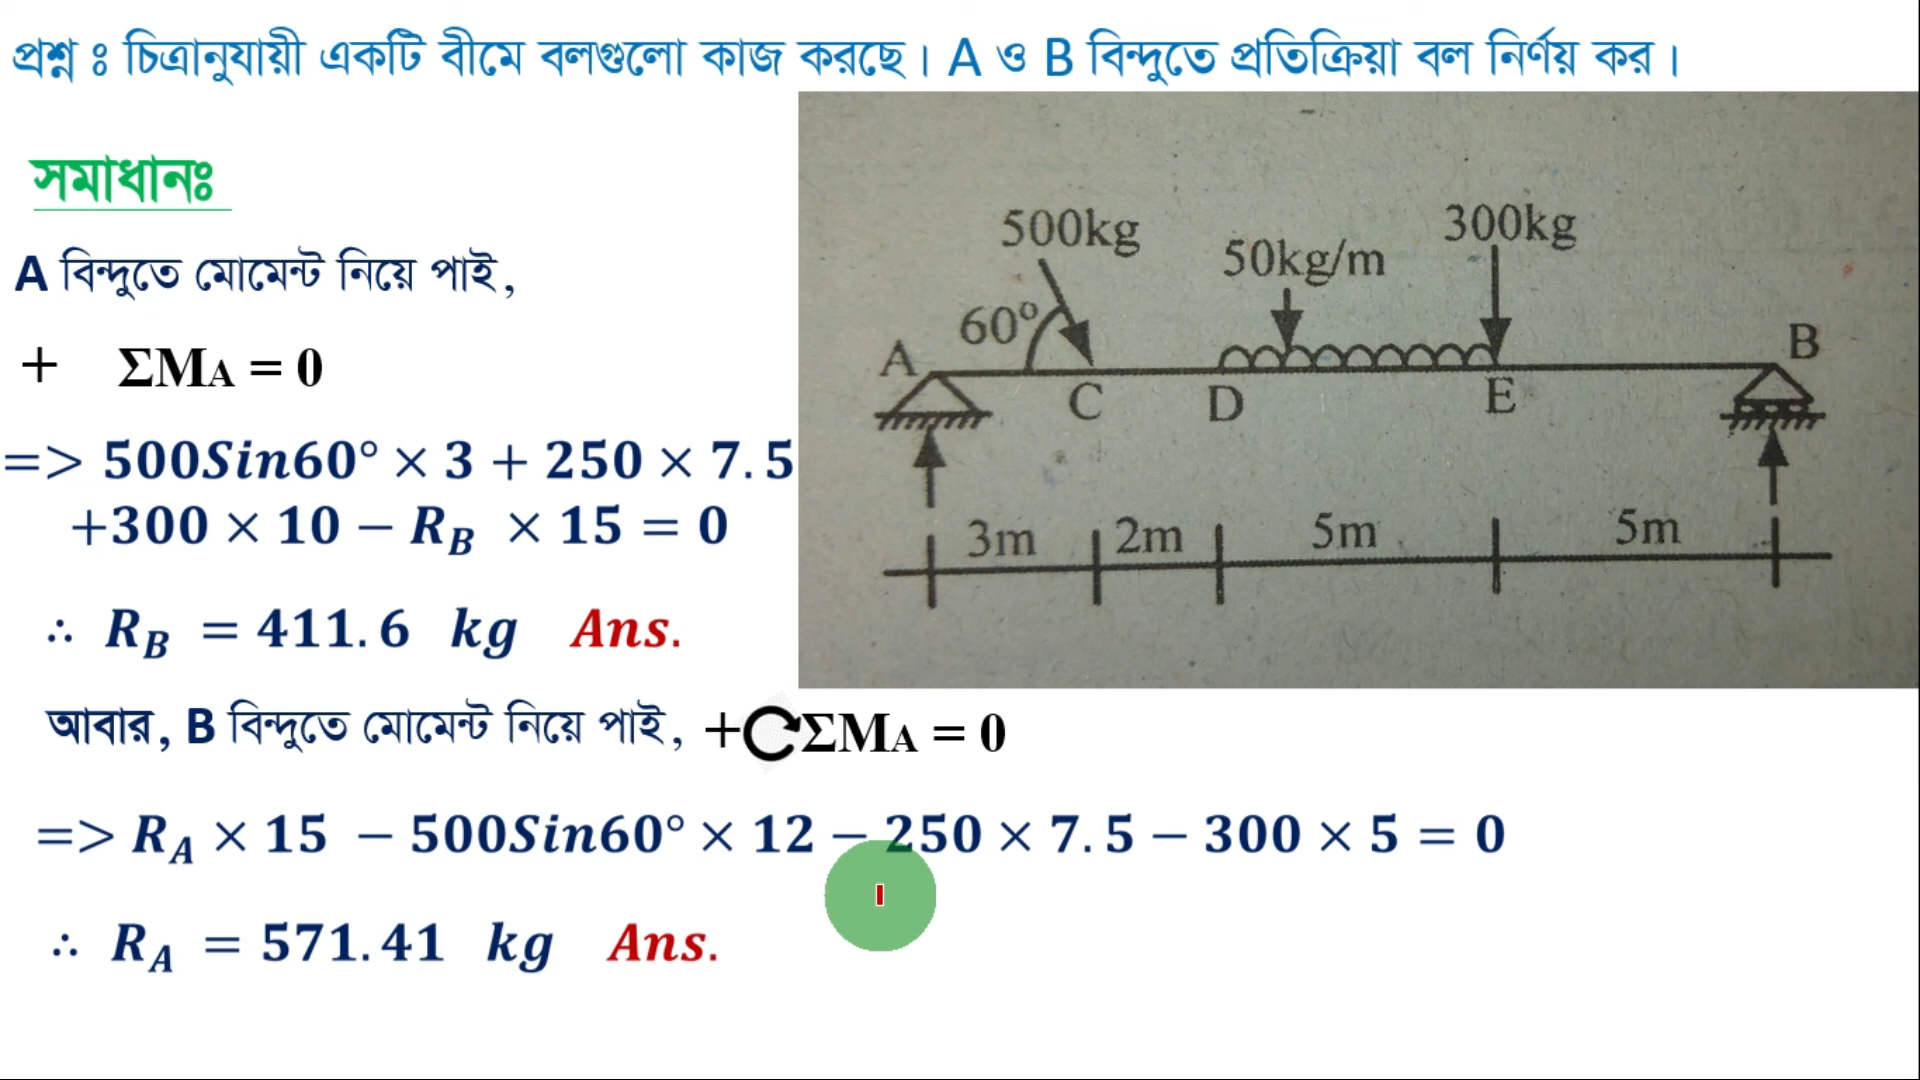 প্রশ্ন ঃ চিত্রানুযায়ী একটি বীমে বলগুলো কাজ করছে। A ও B বিন্দুতে প্রতিক্রিয়া বল নির্ণয় কর।
সমাধানঃ
A বিন্দুতে মোমেন্ট নিয়ে পাই,
+ ΣMA = 0
=> 500Sin60° × 3 + 250 × 7.5
+300 × 10 − RB × 15 = 0
∴ RB = 411.6 kg Ans.
500kg
50kg/m
300kg
60°
A
B
C
D
E
3m
2m
5m
5m
আবার, B বিন্দুতে মোমেন্ট নিয়ে পাই, + ΣMA = 0
=> RA × 15 − 500Sin60° × 12 − 250 × 7.5 − 300 × 5 = 0
∴ RA = 571.41 kg Ans.